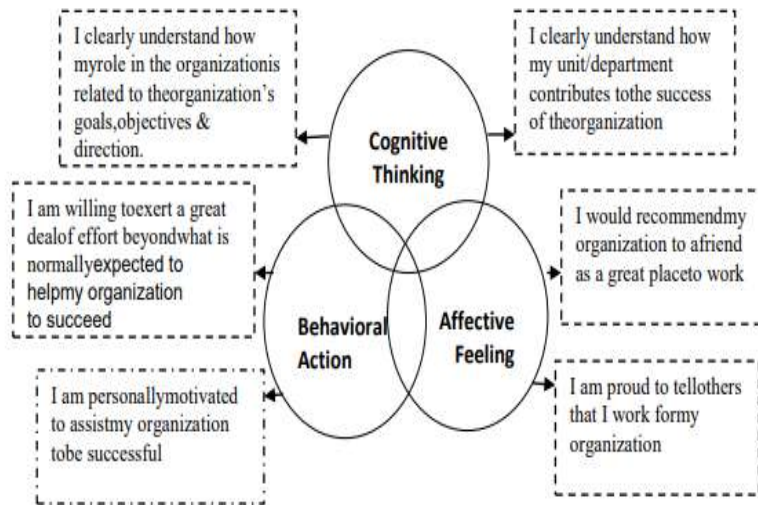 I clearly understand how
myrole in the organizationis
related to theorganization's
goals,objectives &
direction.
I clearly understand how
my unit/department
contributes tothe success
of theorganization
Cognitive
Thinking
I am willing toexert a great
dealof effort beyondwhat is
normallyexpected to
helpmy organization
to succeed
I would recommendmy
organization to afriend
as a great placeto work
Behavioral
Action
Affective
Feeling
I am personallymotivated
to assistmy organization
tobe successful
I am proud to tellothers
that I work formy
organization